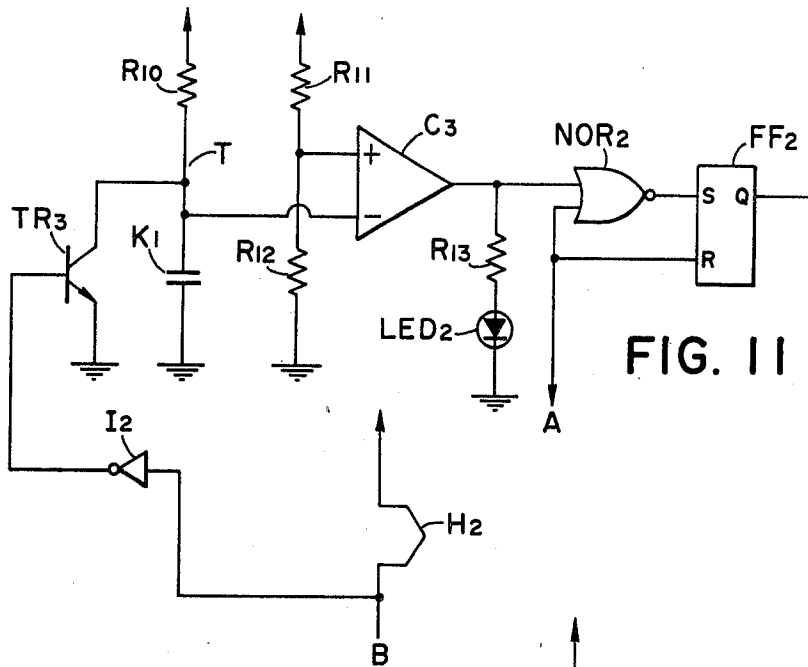 R10
R11
C3
NOR2
FF2
T
+
S Q
TR3
K1
−
R12
R13
R
LED2
FIG. 11
A
I2
H2
B